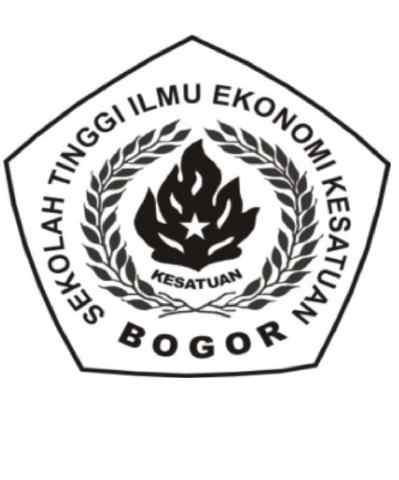 SEKOLAH TINGGI ILMU EKONOMI KESATUAN
KESATUAN
BOGOR